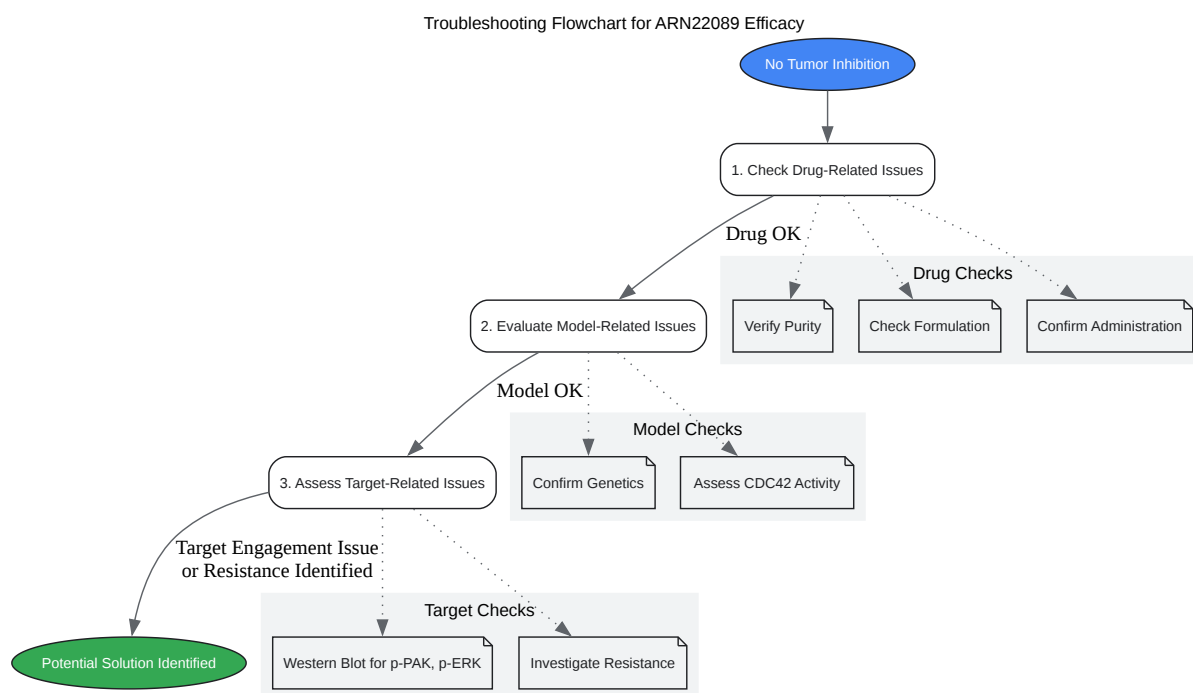 Troubleshooting Flowchart for ARN22089 Efficacy
No Tumor Inhibition
1. Check Drug-Related Issues
Drug OK
Drug Checks
Verify Purity
Check Formulation
Confirm Administration
2. Evaluate Model-Related Issues
Model OK
Model Checks
Confirm Genetics
Assess CDC42 Activity
3. Assess Target-Related Issues
Target Engagement Issue
or Resistance Identified
Target Checks
Western Blot for p-PAK, p-ERK
Investigate Resistance
Potential Solution Identified